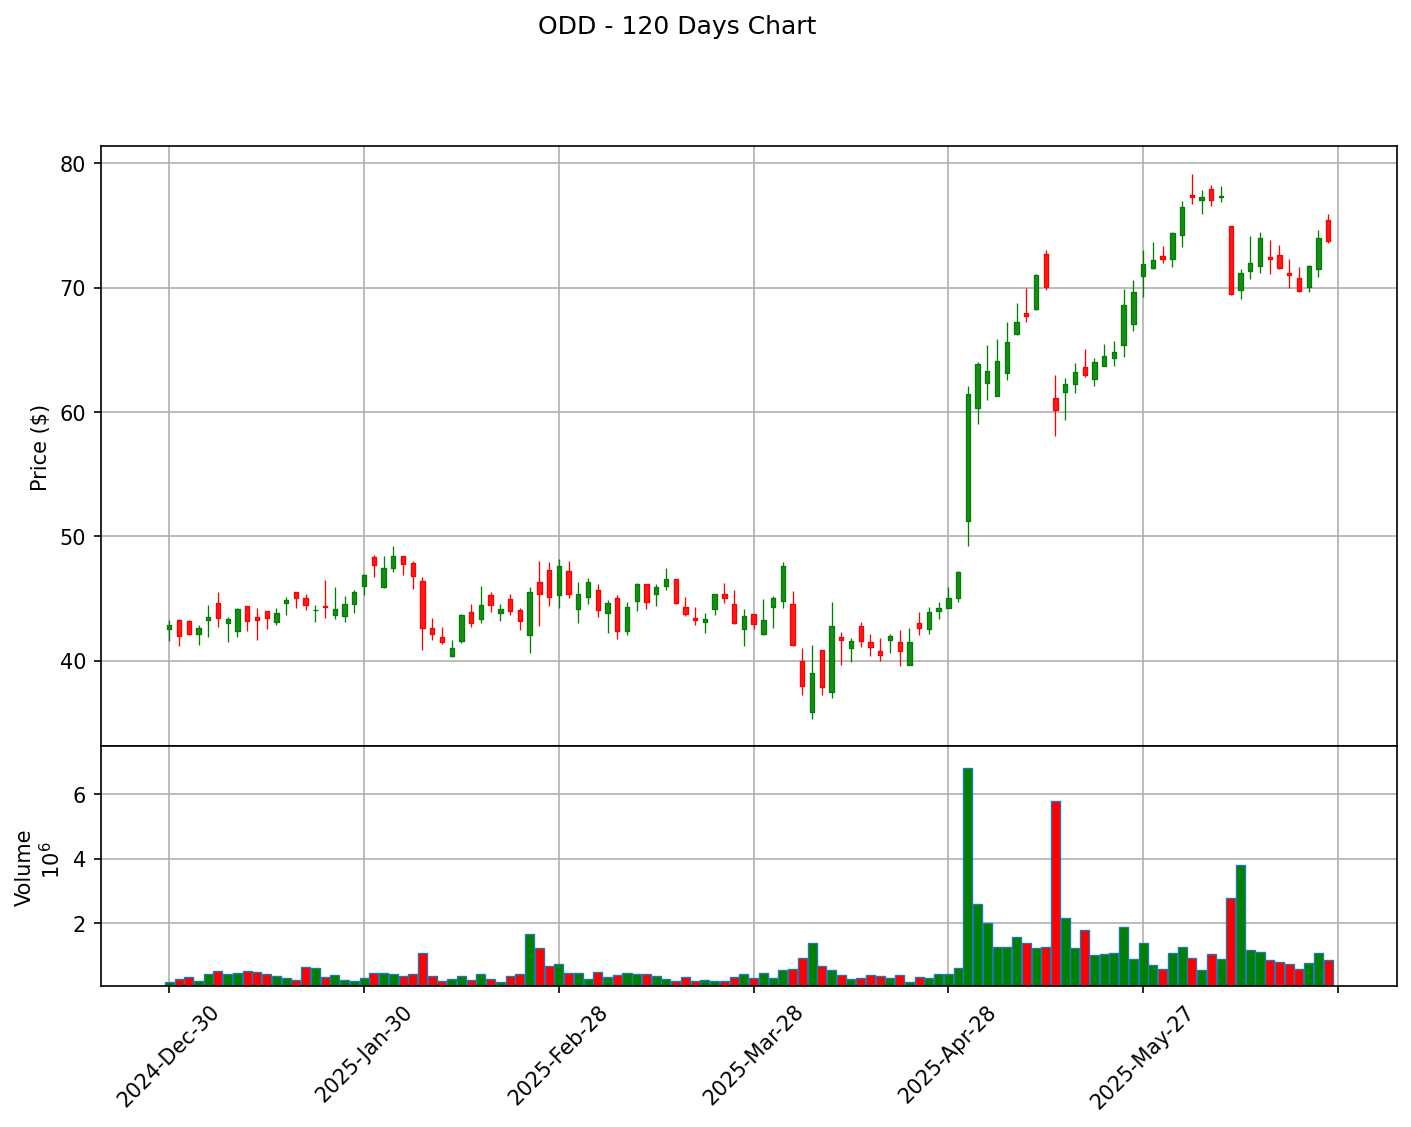 ODD - 120 Days Chart
80
70
60
50
40
Price ($)
6
4
2
Volume
10^6
2024-Dec-30
2025-Jan-30
2025-Feb-28
2025-Mar-28
2025-Apr-28
2025-May-27